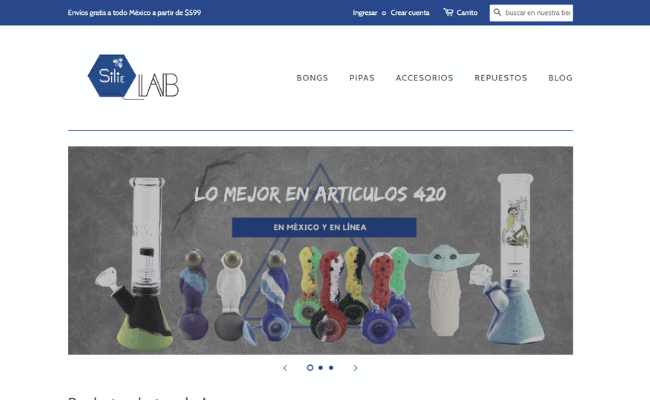 Envíos gratis a todo México a partir de $599
Ingresar o Crear cuenta Carrito buscar en nuestra tie
Silie
LAB
BONGS PIPAS ACCESORIOS REPUESTOS BLOG
LO MEJOR EN ARTICULOS 420
EN MÉXICO Y EN LÍNEA